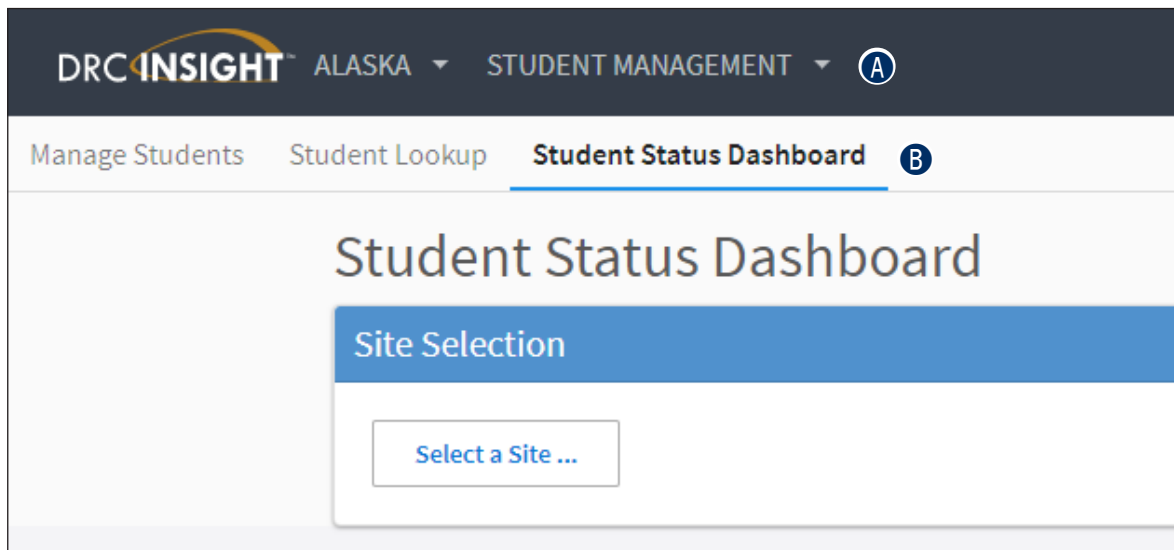 DRC INSIGHT™ ALASKA STUDENT MANAGEMENT A
Manage Students Student Lookup Student Status Dashboard B
Student Status Dashboard
Site Selection
Select a Site ...